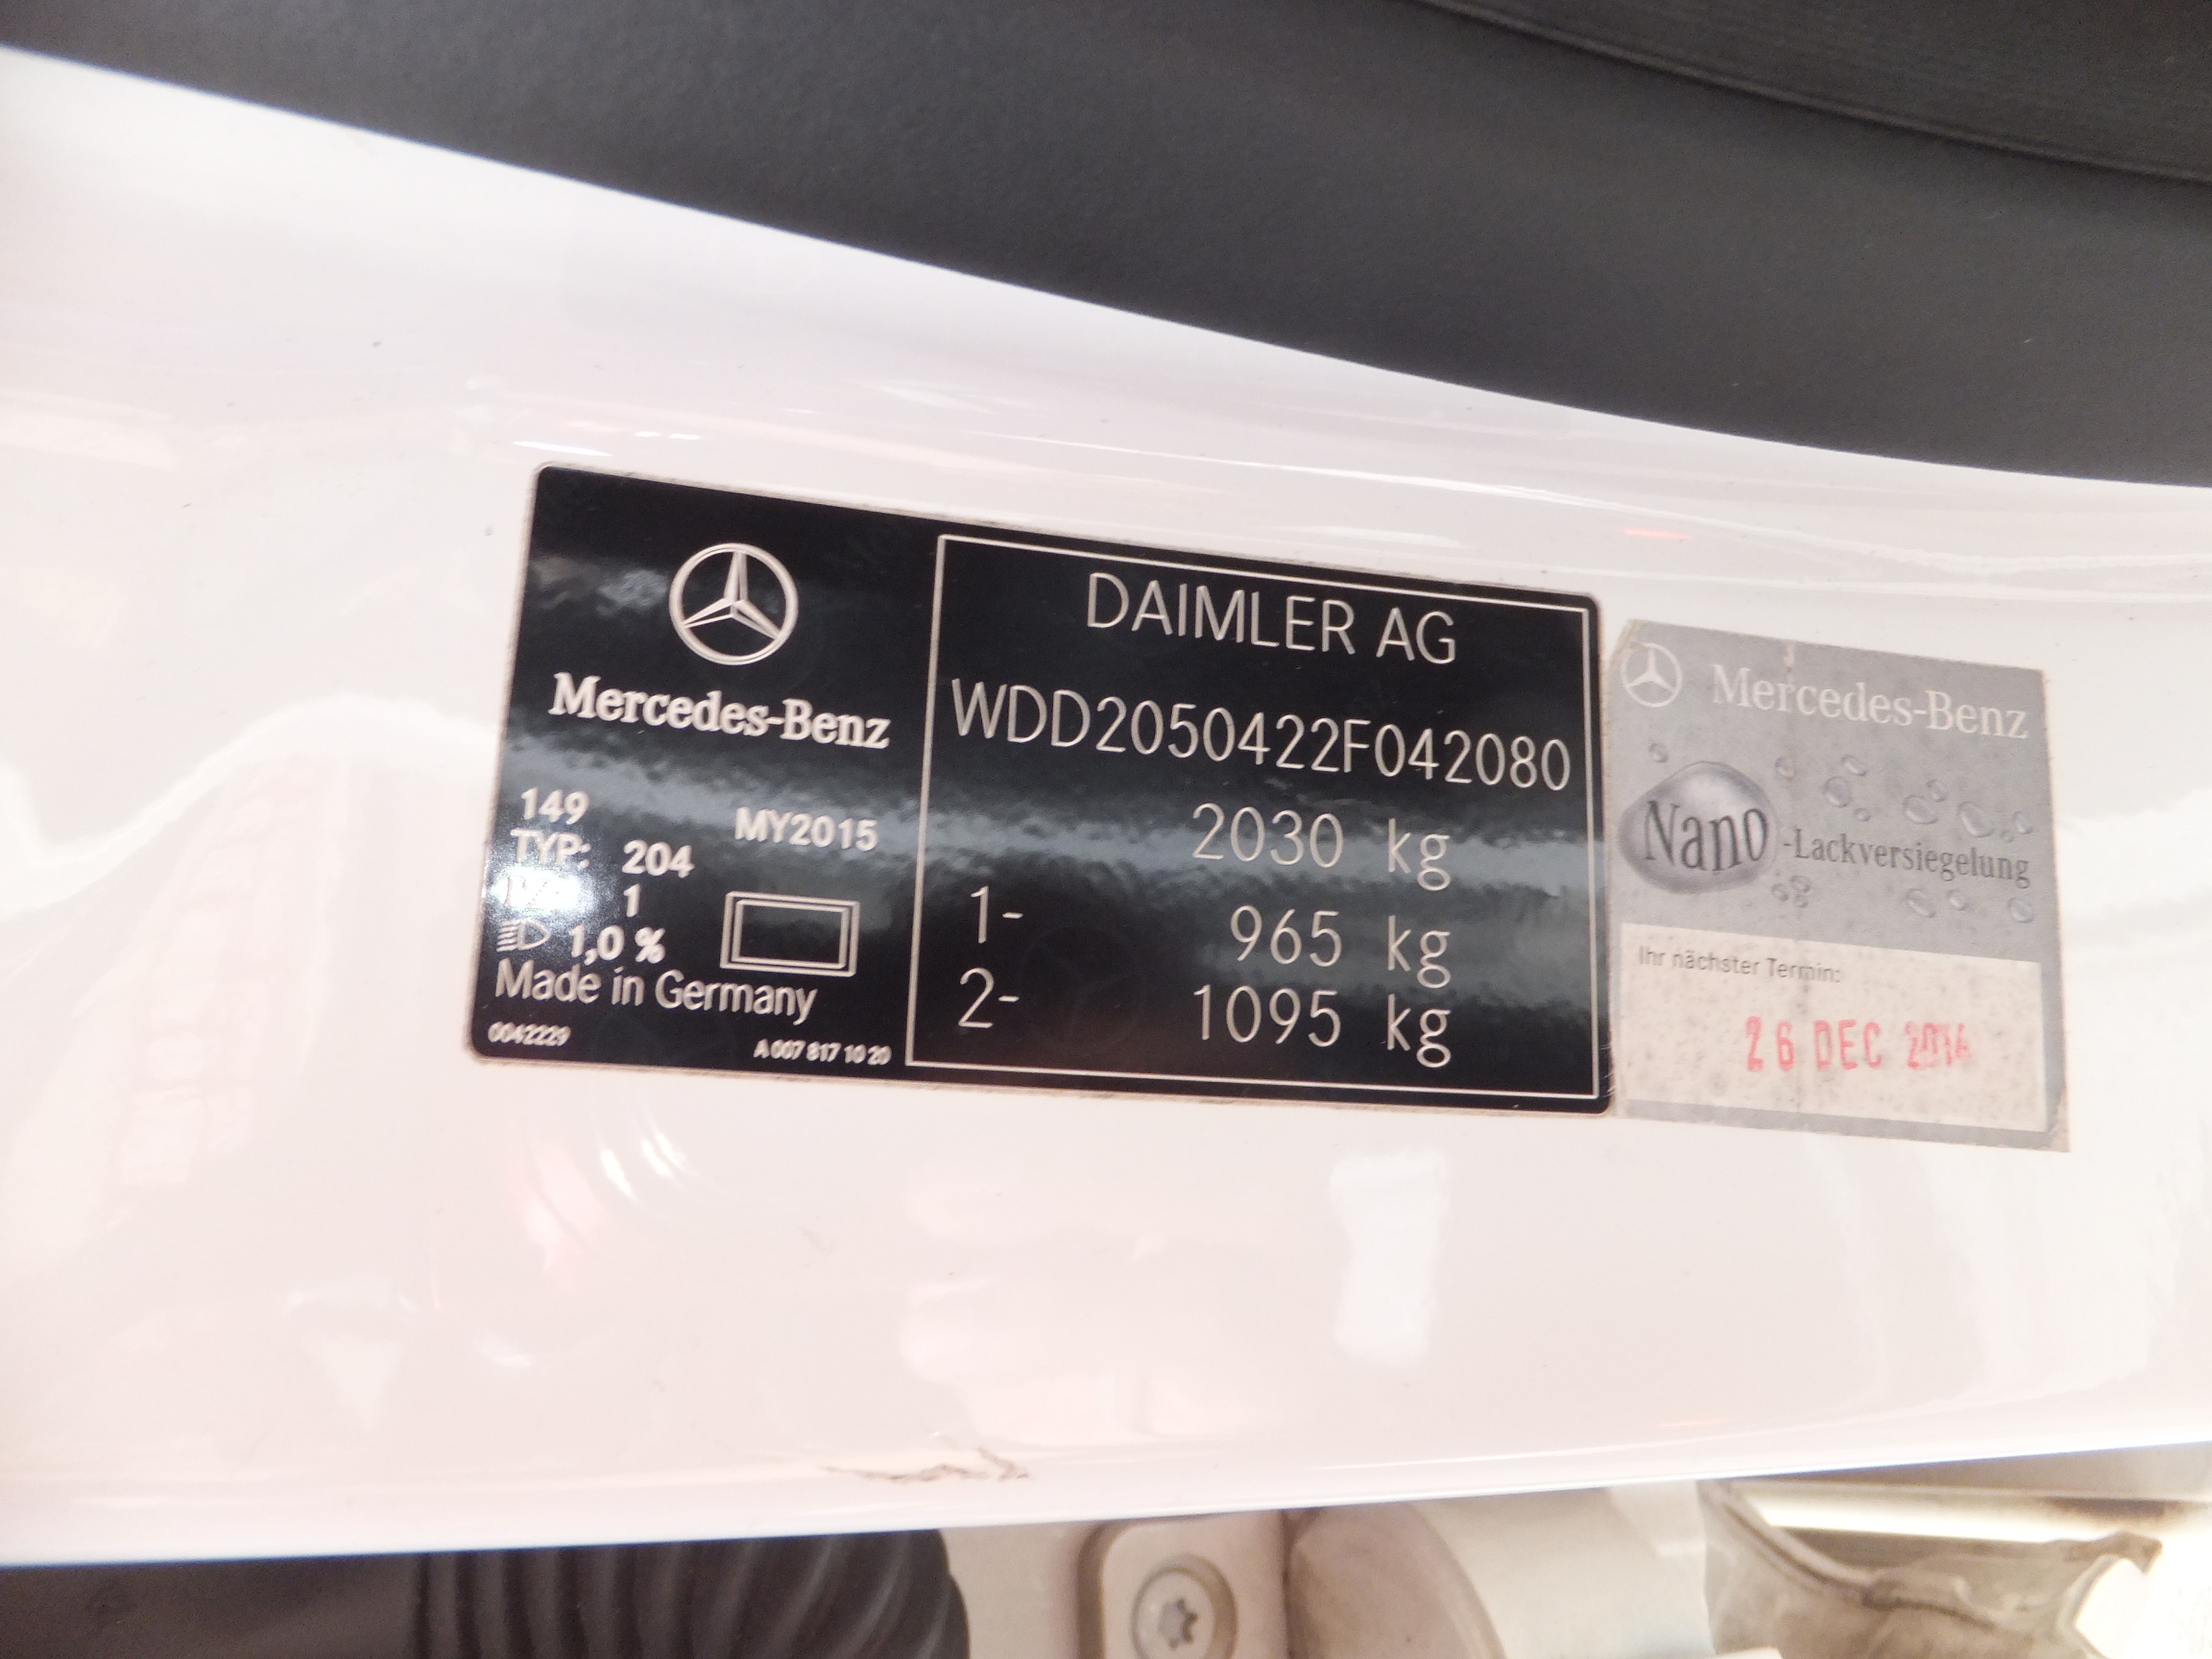 Mercedes-Benz
149
MY2015
TYP: 204
1
1,0 %
Made in Germany
0042229
A 007 817 10 20
DAIMLER AG
WDD2050422F042080
2030 kg
1- 965 kg
2- 1095 kg
Mercedes-Benz
Nano-Lackversiegelung
Ihr nächster Termin:
26 DEC